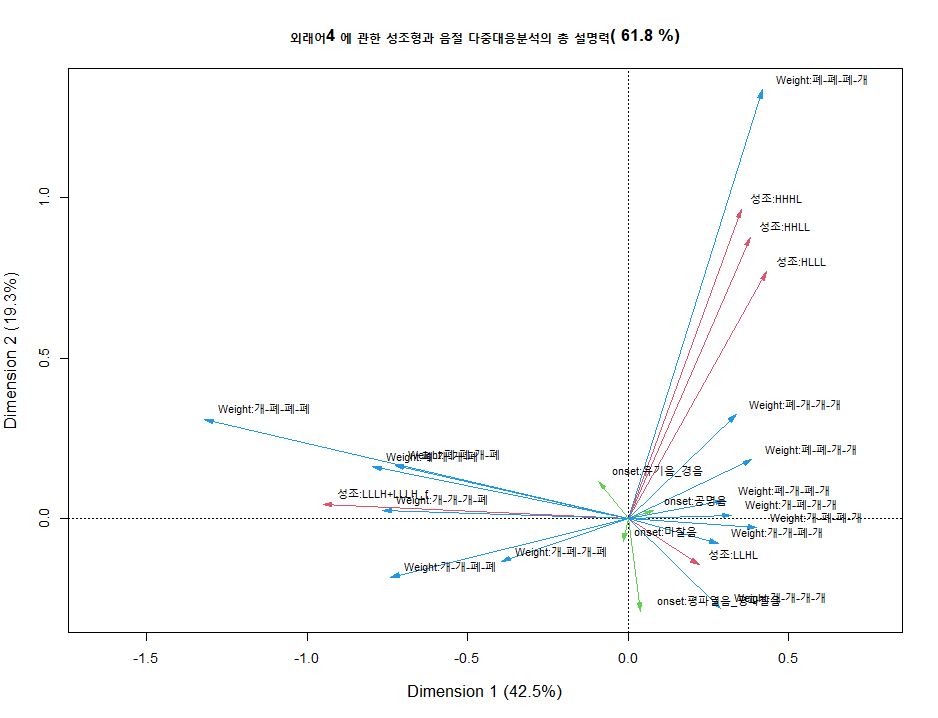 외래어4 에 관한 성조형과 음절 다중대응분석의 총 설명력( 61.8 %)
Weight:폐-폐-폐-개
성조:HHHL
성조:HHLL
성조:HLLL
Weight:개-폐-폐-폐
Weight:폐-개-개-개
Weight:폐-폐-개-개
onset:유기음_경음
성조:LLLH+LLLH_f
Weight:개-개-개-폐
Weight:폐-개-폐-개
onset:공명음
onset:마찰음
Weight:개-개-폐-개
Weight:개-폐-개-폐
성조:LLHL
Weight:개-개-폐-폐
onset:평파열음_평파찰음
Weight:개-개-개-개
Dimension 1 (42.5%)
Dimension 2 (19.3%)
-1.5
-1.0
-0.5
0.0
0.5
0.0
0.5
1.0